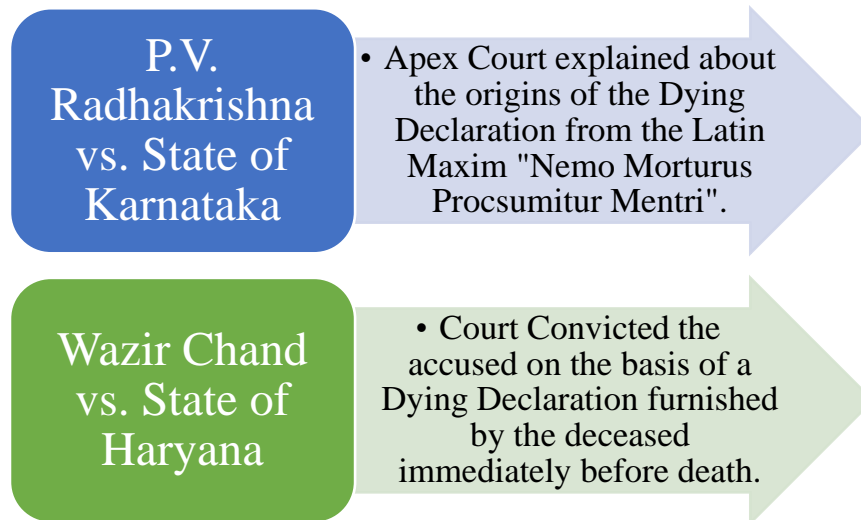 P.V.
Radhakrishna
vs. State of
Karnataka
• Apex Court explained about
the origins of the Dying
Declaration from the Latin
Maxim "Nemo Morturus
Procsumitur Mentri".
Wazir Chand
vs. State of
Haryana
• Court Convicted the
accused on the basis of a
Dying Declaration furnished
by the deceased
immediately before death.